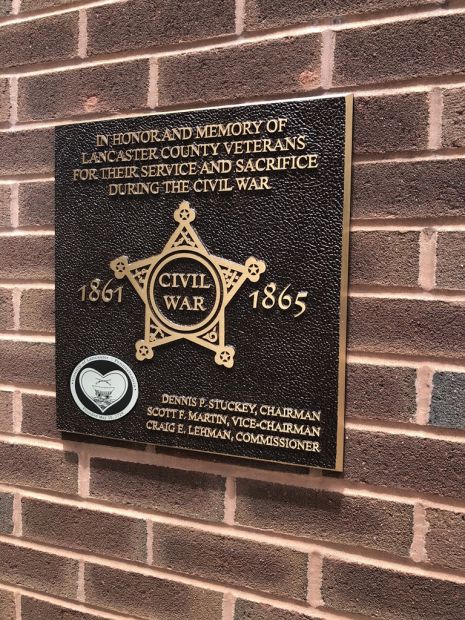 IN HONOR AND MEMORY OF
LANCASTER COUNTY VETERANS
FOR THEIR SERVICE AND SACRIFICE
DURING THE CIVIL WAR
1861
CIVIL
WAR
1865
DENNIS P. STUCKEY, CHAIRMAN
SCOTT F. MARTIN, VICE-CHAIRMAN
CRAIG E. LEHMAN, COMMISSIONER